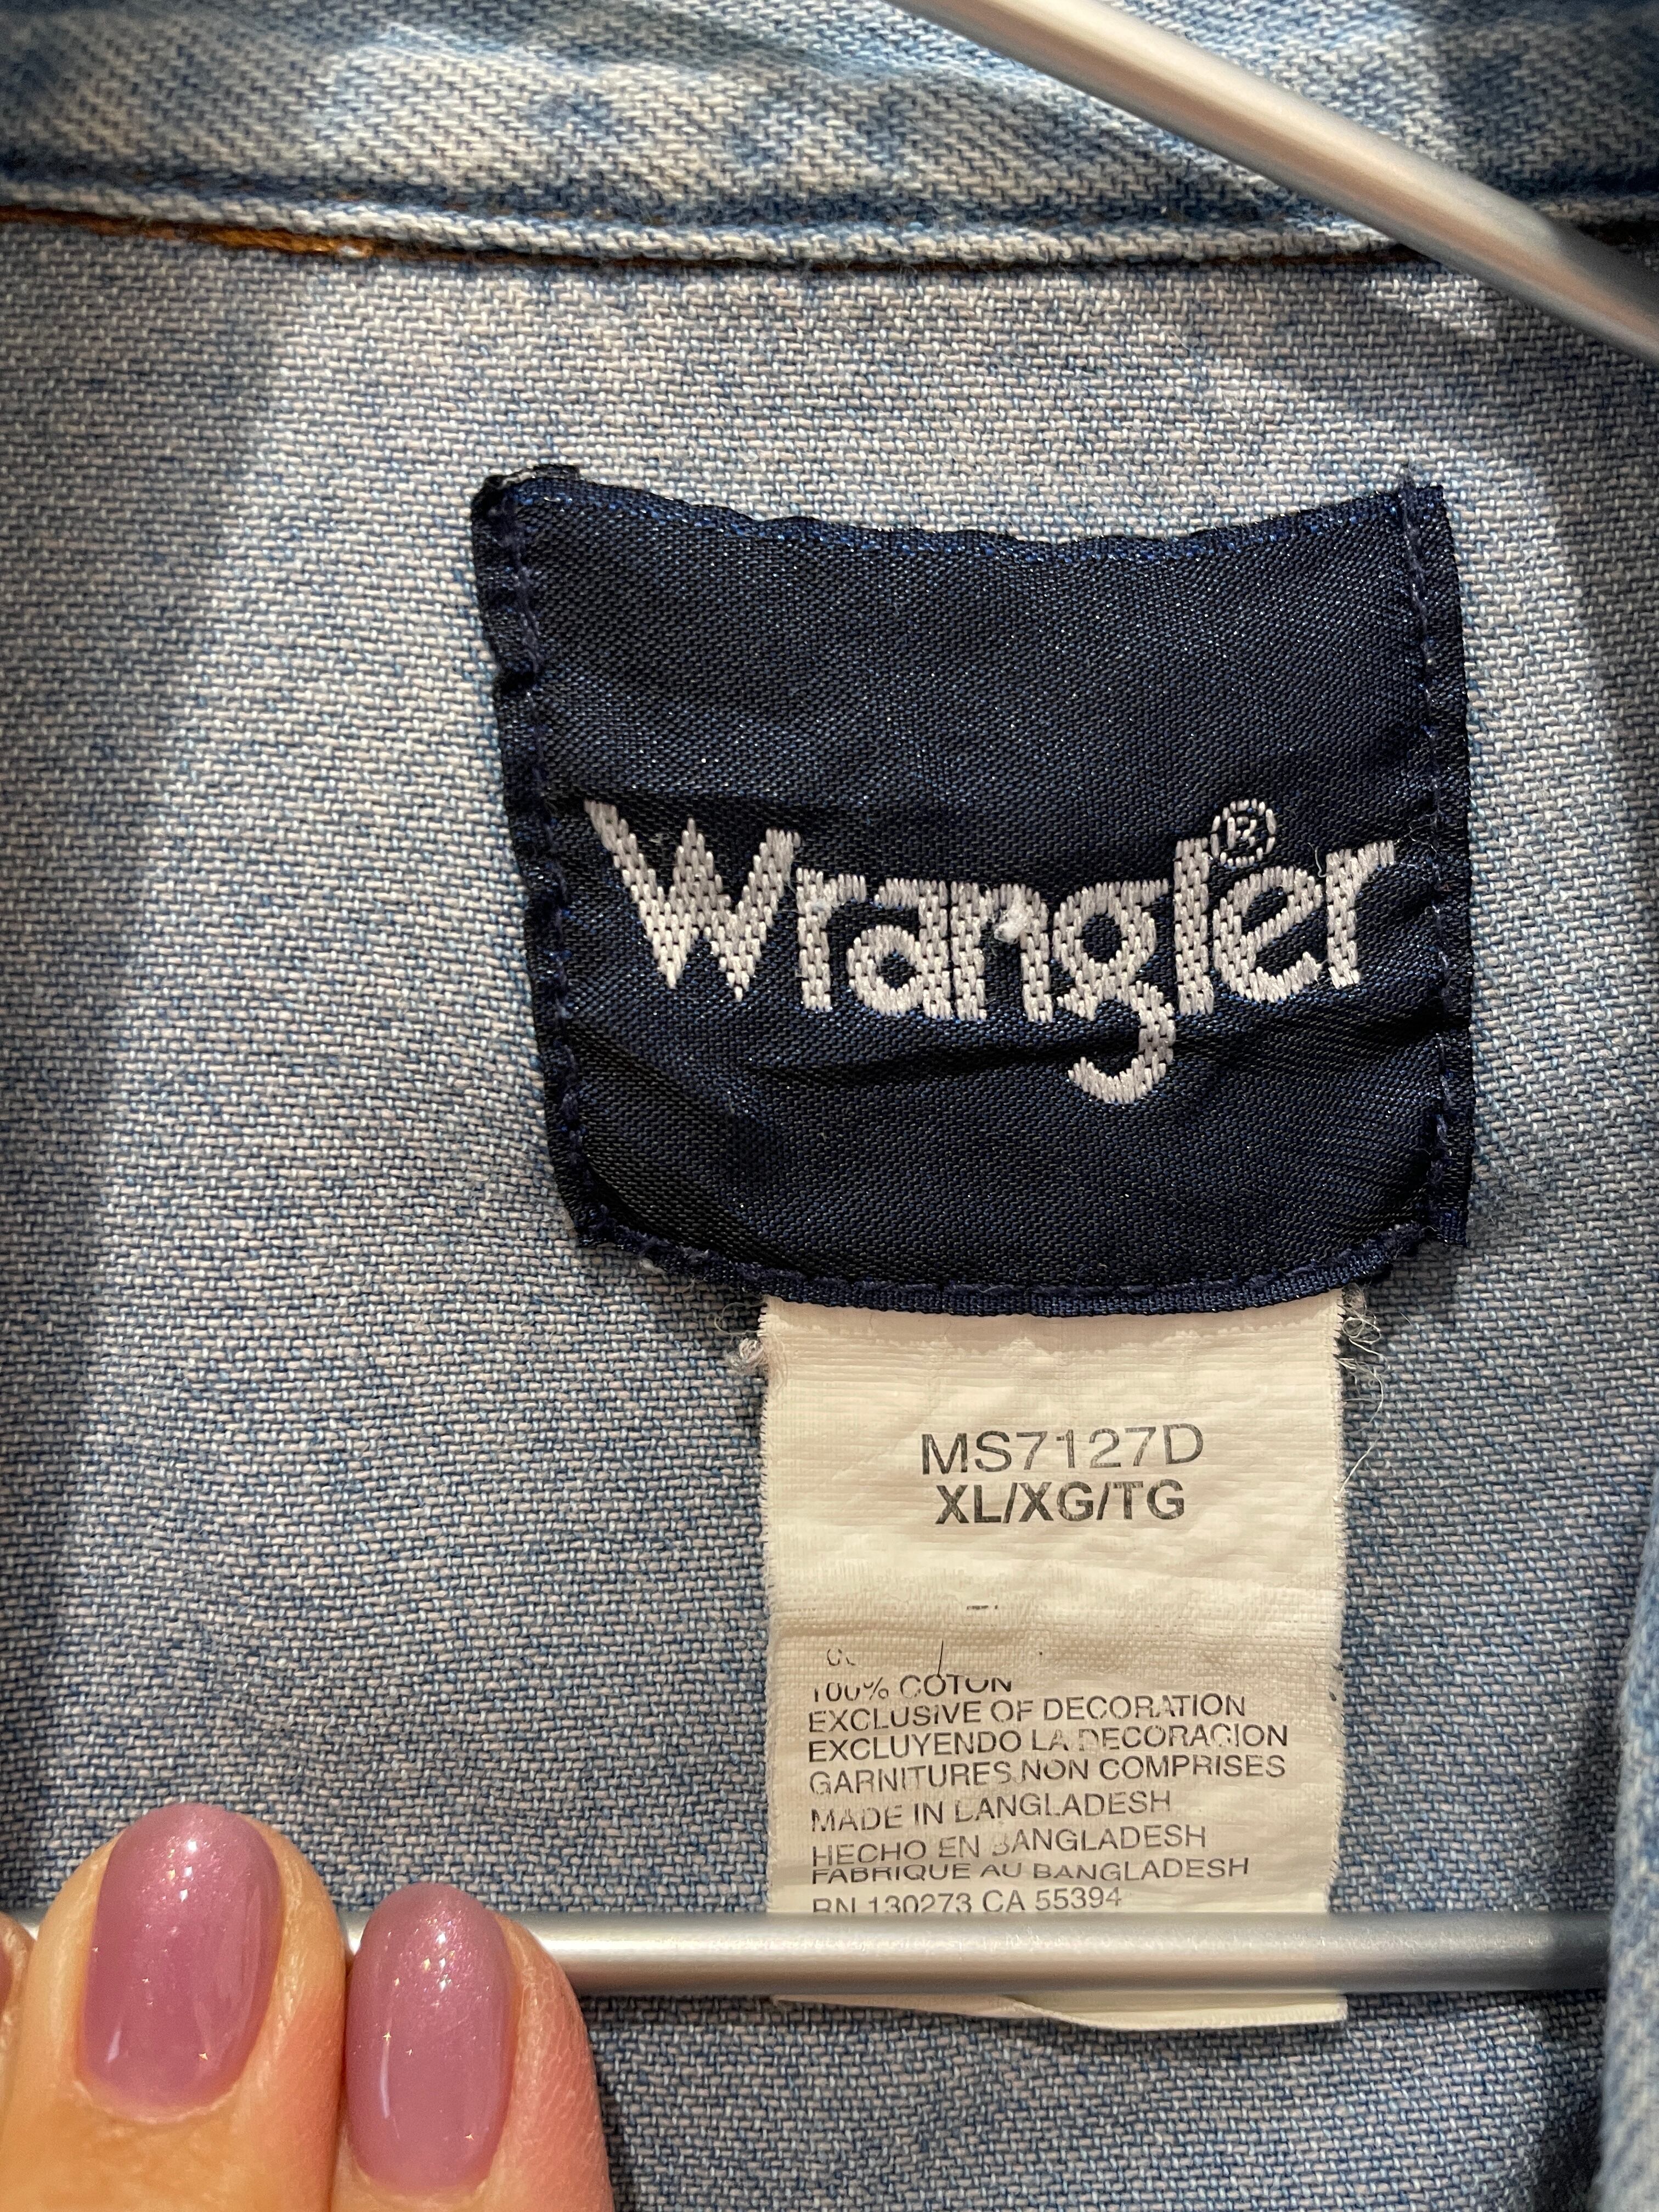 Wrangler®
MS7127D
XL/XG/TG
100% COTON
EXCLUSIVE OF DECORATION
EXCLUYENDO LA DECORACION
GARNITURES NON COMPRISES
MADE IN BANGLADESH
HECHO EN BANGLADESH
FABRIQUE AU BANGLADESH
RN 130273 CA 55394